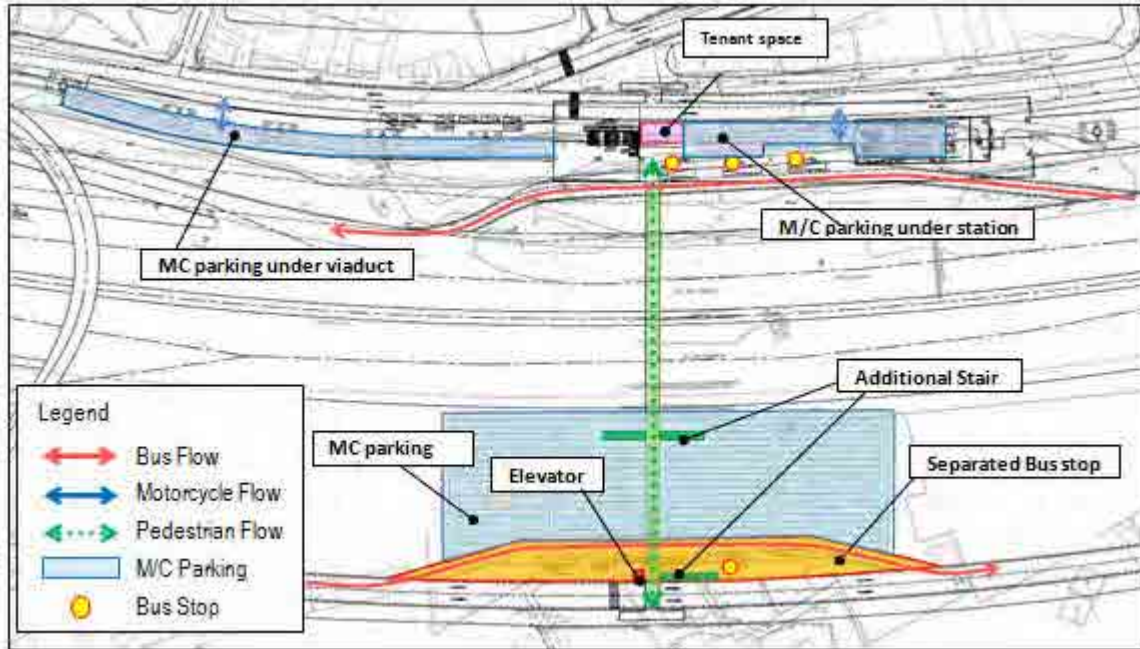 Tenant space
MC parking under viaduct
M/C parking under station
Additional Stair
MC parking
Elevator
Separated Bus stop
Legend
Bus Flow
Motorcycle Flow
Pedestrian Flow
M/C Parking
Bus Stop